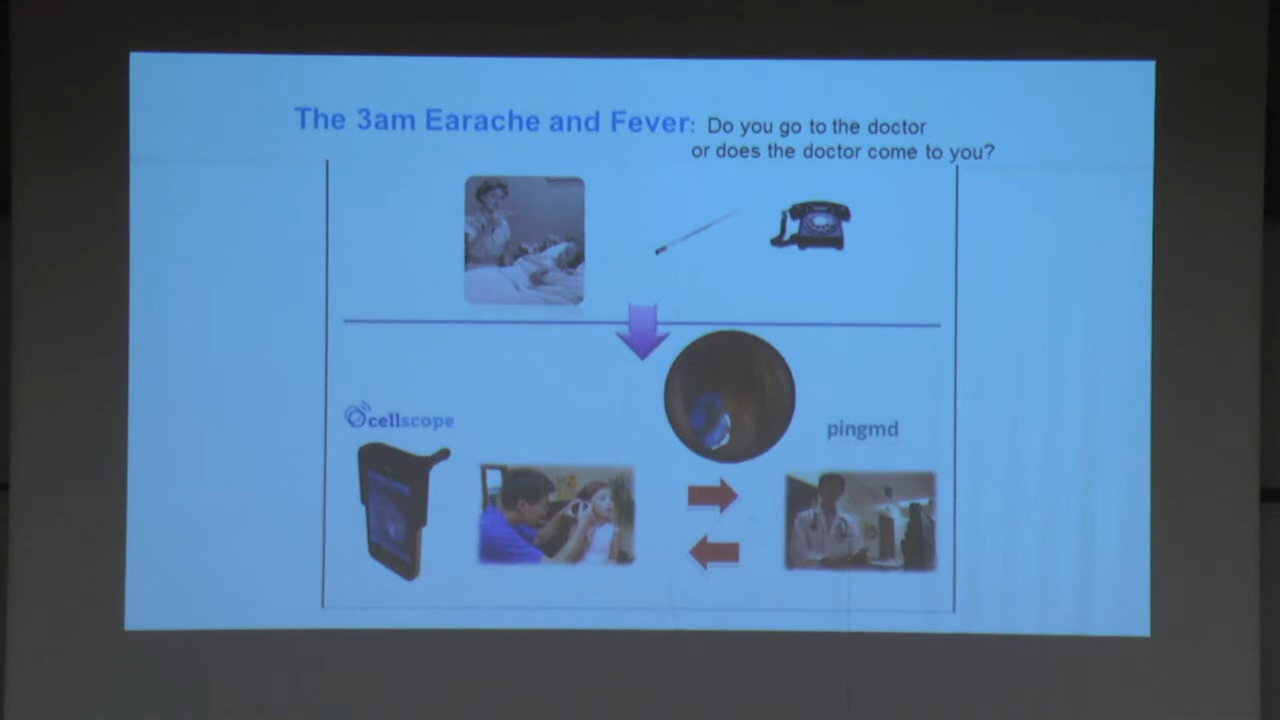 The 3am Earache and Fever: Do you go to the doctor
or does the doctor come to you?
cellscope
pingmd